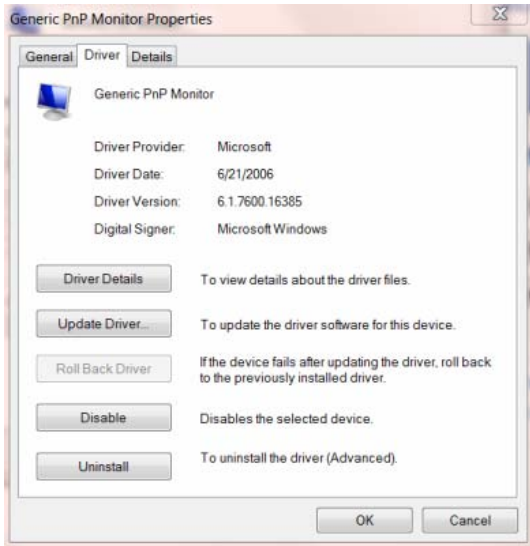 Generic PnP Monitor Properties
General Driver Details
Generic PnP Monitor
Driver Provider: Microsoft
Driver Date: 6/21/2006
Driver Version: 6.1.7600.16385
Digital Signer: Microsoft Windows
Driver Details To view details about the driver files.
Update Driver... To update the driver software for this device.
Roll Back Driver If the device fails after updating the driver, roll back
to the previously installed driver.
Disable Disables the selected device.
Uninstall To uninstall the driver (Advanced).
OK Cancel